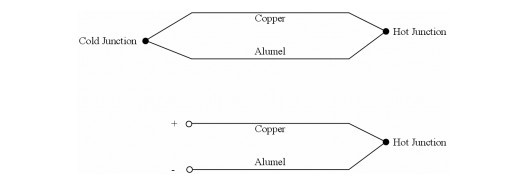 Copper
Cold Junction
Hot Junction
Alumel
+
Copper
Hot Junction
Alumel
-